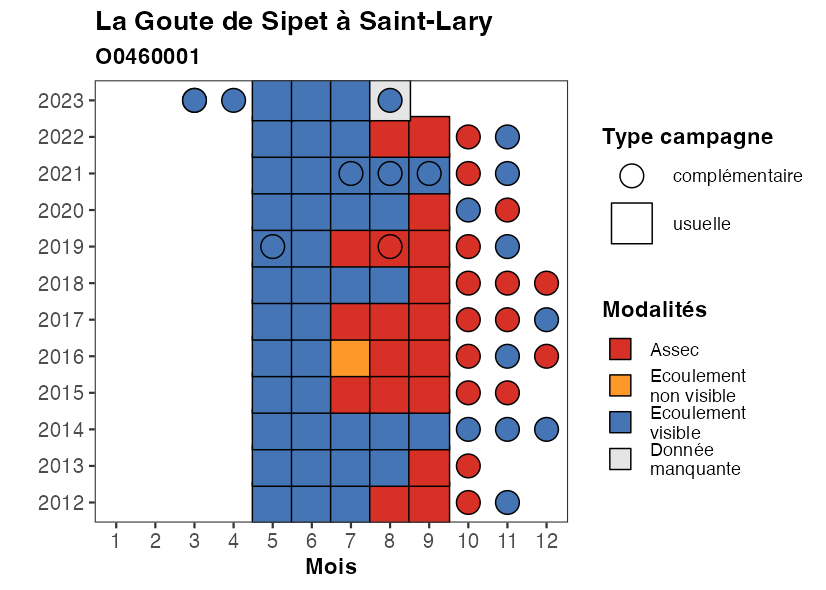 La Goute de Sipet à Saint-Lary
O0460001
2023
2022
2021
2020
2019
2018
2017
2016
2015
2014
2013
2012
1 2 3 4 5 6 7 8 9 10 11 12
Mois
Type campagne
complémentaire
usuelle
Modalités
Assec
Ecoulement
non visible
Ecoulement
visible
Donnée
manquante